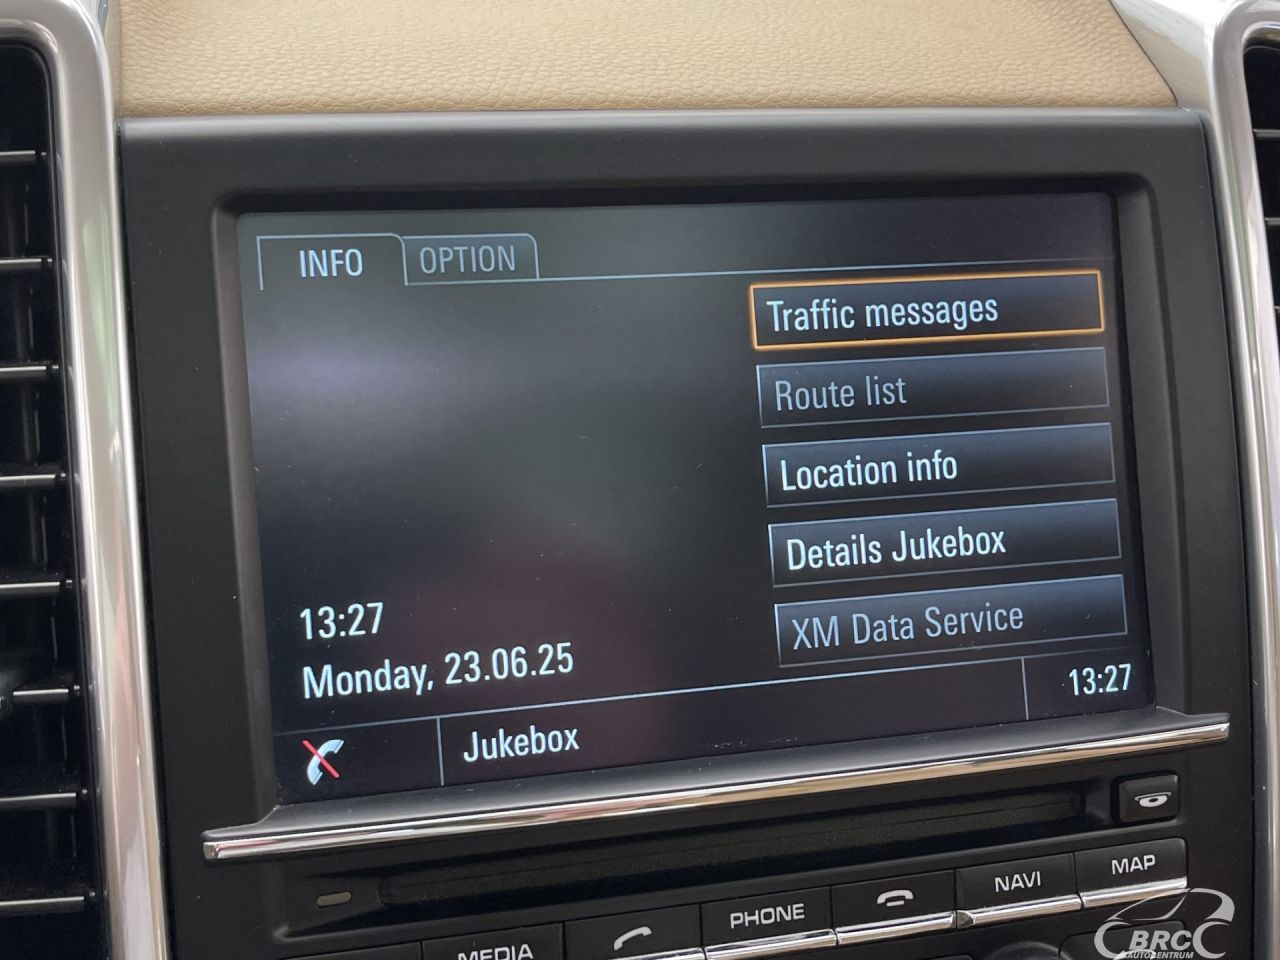 INFO OPTION
Traffic messages
Route list
Location info
Details Jukebox
XM Data Service
13:27
Monday, 23.06.25
Jukebox
13:27
MEDIA
PHONE
NAVI
MAP
BRC
AUTOCENTRUM